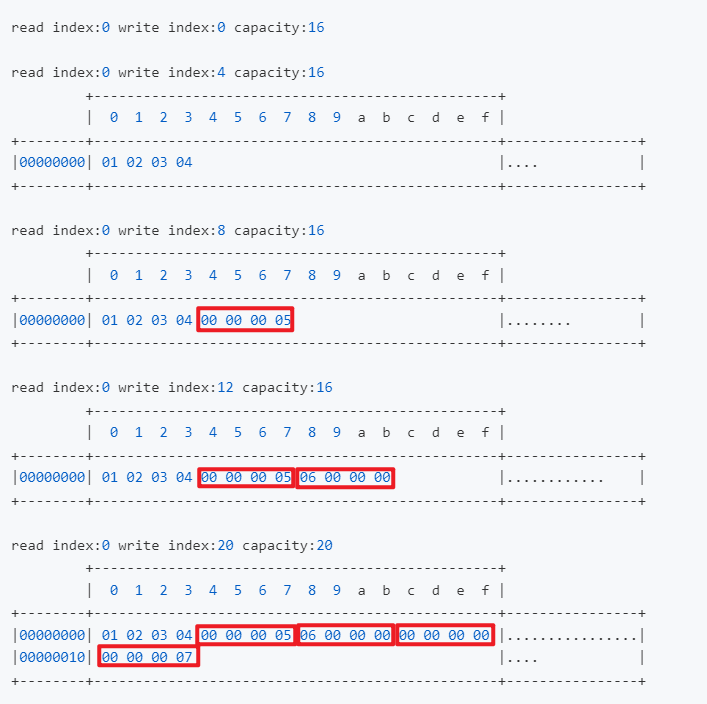 read index:0 write index:0 capacity:16
read index:0 write index:4 capacity:16
         +-------------------------------------------------+
         |  0  1  2  3  4  5  6  7  8  9  a  b  c  d  e  f |
+--------+-------------------------------------------------+----------------+
|00000000| 01 02 03 04                                     |....            |
+--------+-------------------------------------------------+----------------+
read index:0 write index:8 capacity:16
         +-------------------------------------------------+
         |  0  1  2  3  4  5  6  7  8  9  a  b  c  d  e  f |
+--------+-------------------------------------------------+----------------+
|00000000| 01 02 03 04 00 00 00 05                         |........        |
+--------+-------------------------------------------------+----------------+
read index:0 write index:12 capacity:16
         +-------------------------------------------------+
         |  0  1  2  3  4  5  6  7  8  9  a  b  c  d  e  f |
+--------+-------------------------------------------------+----------------+
|00000000| 01 02 03 04 00 00 00 05 06 00 00 00             |............    |
+--------+-------------------------------------------------+----------------+
read index:0 write index:20 capacity:20
         +-------------------------------------------------+
         |  0  1  2  3  4  5  6  7  8  9  a  b  c  d  e  f |
+--------+-------------------------------------------------+----------------+
|00000000| 01 02 03 04 00 00 00 05 06 00 00 00 00 00 00 00 |................|
|00000010| 00 00 00 07                                     |....            |
+--------+-------------------------------------------------+----------------+